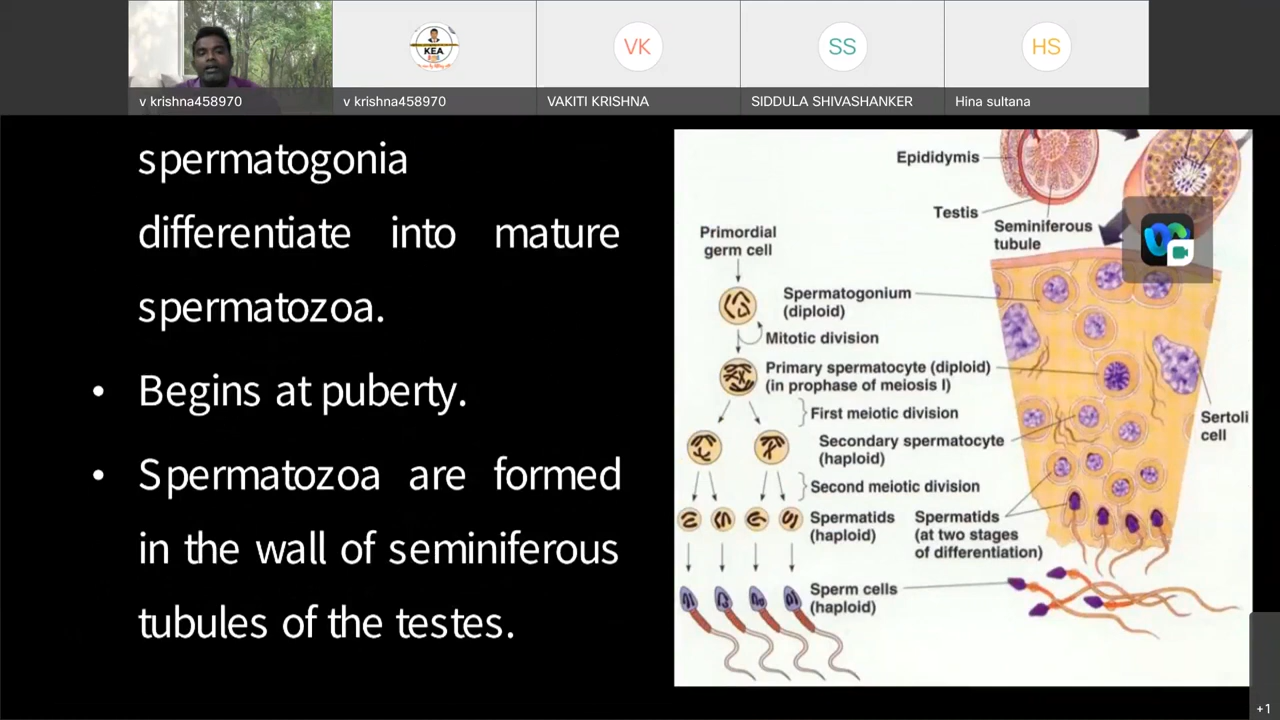 KEA
VK
SS
HS
v krishna458970
v krishna458970
VAKITI KRISHNA
SIDDULA SHIVASHANKER
Hina sultana
spermatogonia
differentiate into mature
spermatozoa.
• Begins at puberty.
• Spermatozoa are formed
in the wall of seminiferous
tubules of the testes.
Epididymis
Testis
Seminiferous
tubule
Primordial
germ cell
Spermatogonium
(diploid)
Mitotic division
Primary spermatocyte (diploid)
(in prophase of meiosis I)
First meiotic division
Sertoli
cell
Secondary spermatocyte
(haploid)
Second meiotic division
Spermatids
(haploid)
Spermatids
(at two stages
of differentiation)
Sperm cells
(haploid)
+1